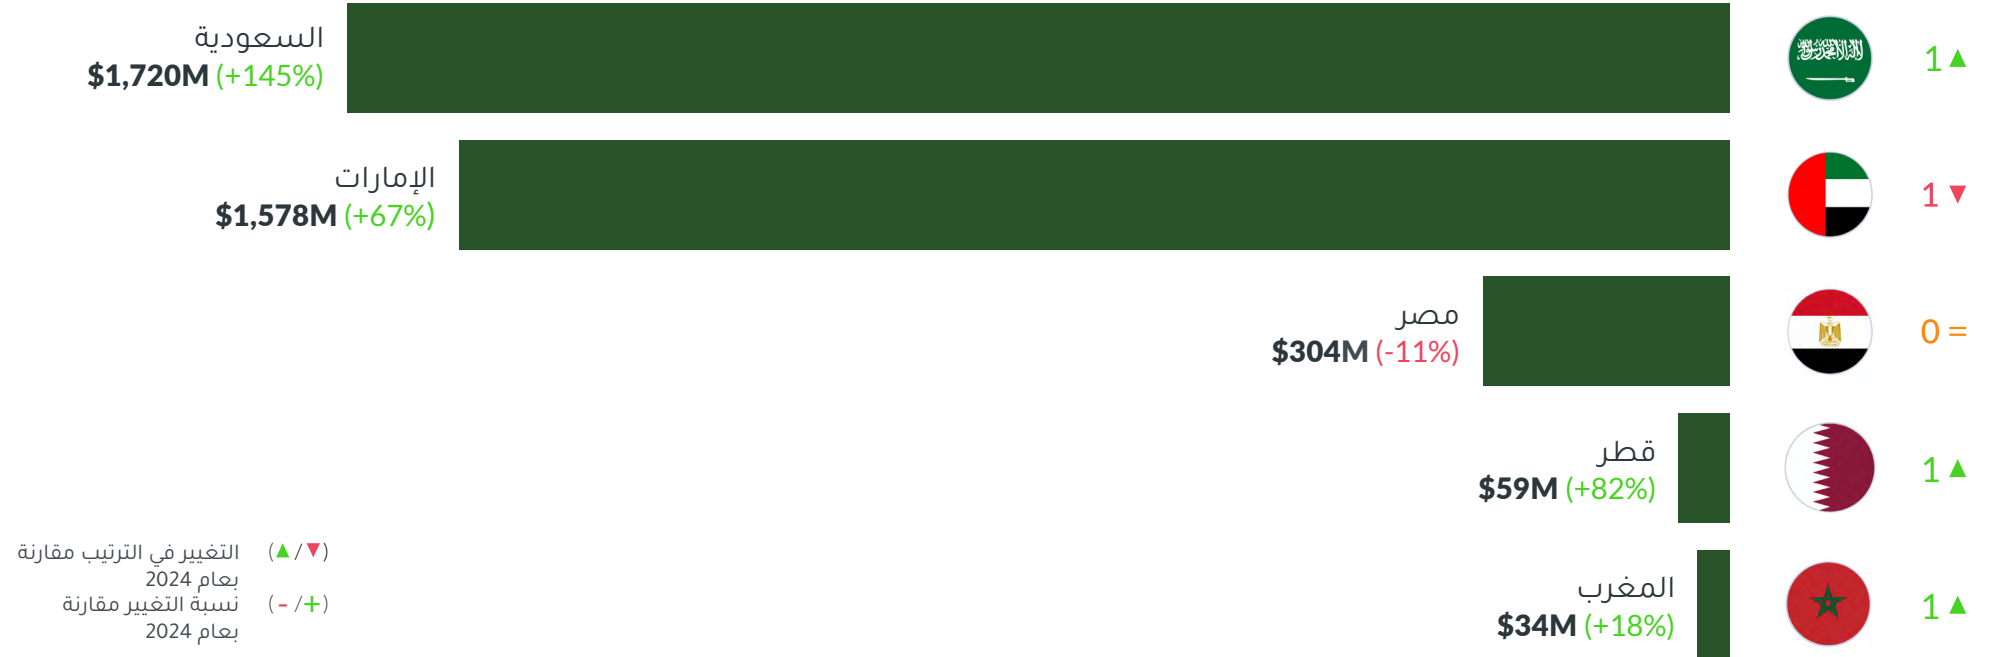 السعودية
$1,720M (+145%)
1 ▲
الإمارات
$1,578M (+67%)
1 ▼
مصر
$304M (-11%)
0 =
قطر
$59M (+82%)
1 ▲
المغرب
$34M (+18%)
1 ▲
(▲/▼) التغيير في الترتيب مقارنة
بعام 2024
(-/+) نسبة التغيير مقارنة
بعام 2024